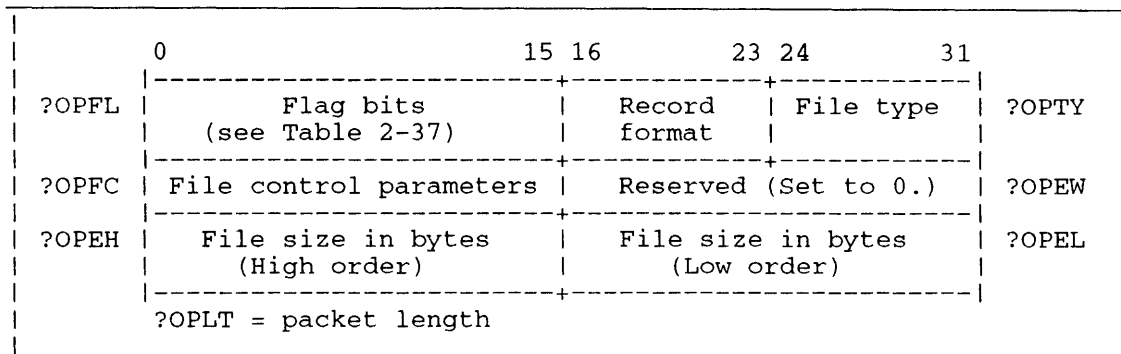 0 15 16 23 24 31
?OPFL Flag bits Record File type ?OPTY
(see Table 2-37) format
?OPFC File control parameters Reserved (Set to 0.) ?OPEW
?OPEH File size in bytes File size in bytes ?OPEL
(High order) (Low order)
?OPLT = packet length